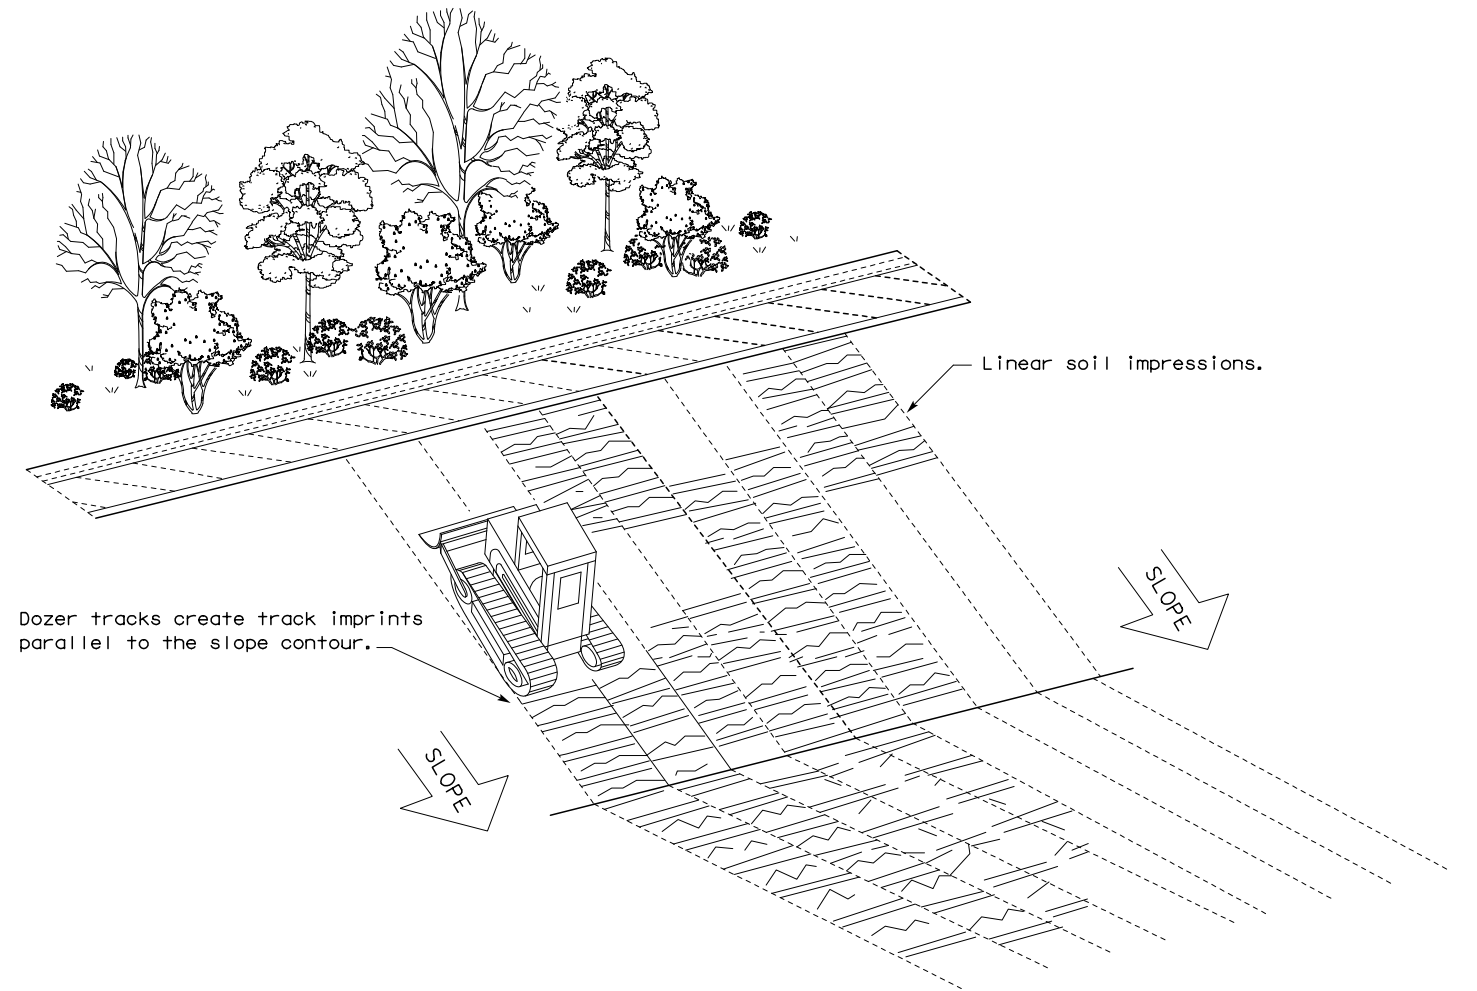 Linear soil impressions.
SLOPE
Dozer tracks create track imprints
parallel to the slope contour.
SLOPE